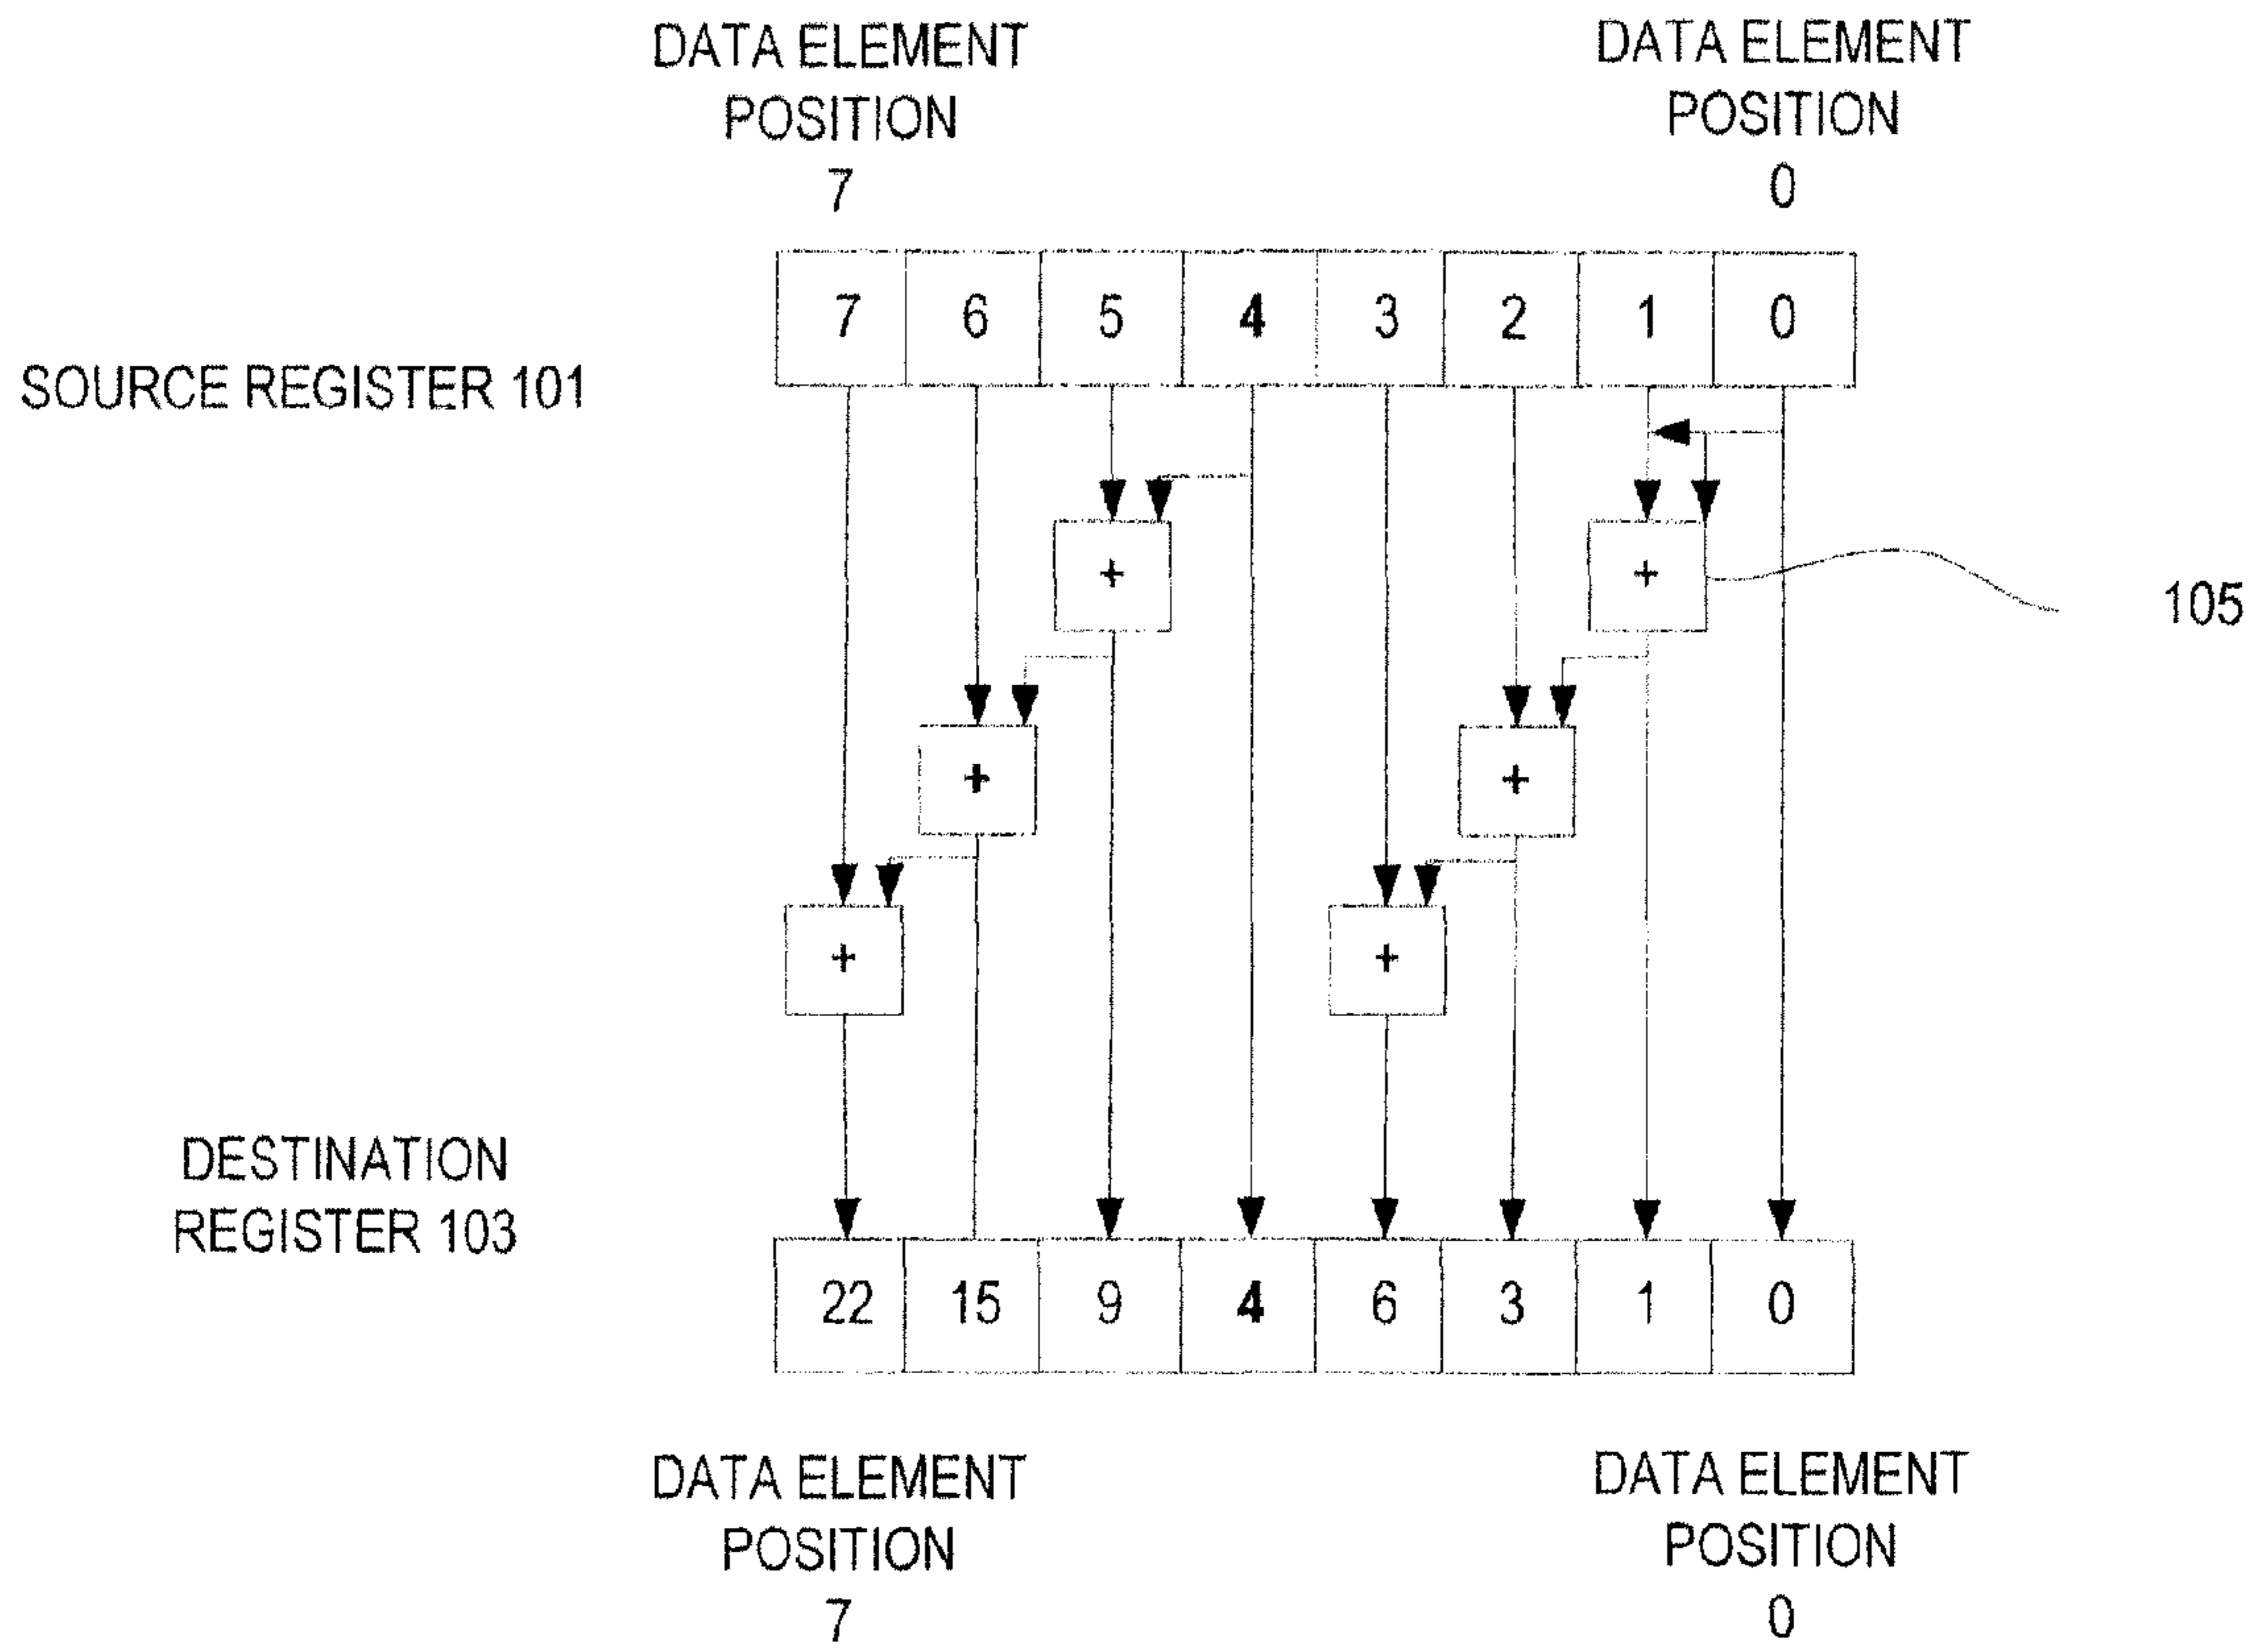 DATA ELEMENT
POSITION
7
DATA ELEMENT
POSITION
0
7 6 5 4 3 2 1 0
SOURCE REGISTER 101
+ +
105
+ +
+ +
DESTINATION
REGISTER 103
22 15 9 4 6 3 1 0
DATA ELEMENT
POSITION
7
DATA ELEMENT
POSITION
0